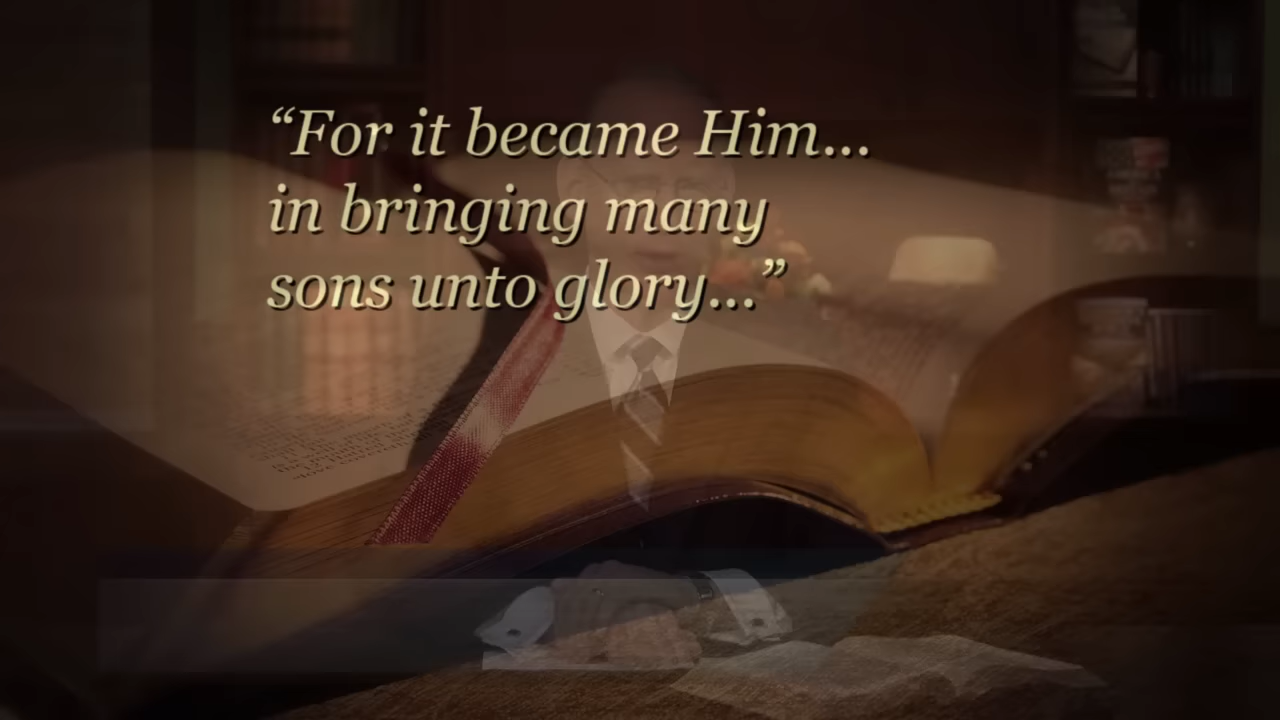 “For it became Him...
in bringing many
sons unto glory...”